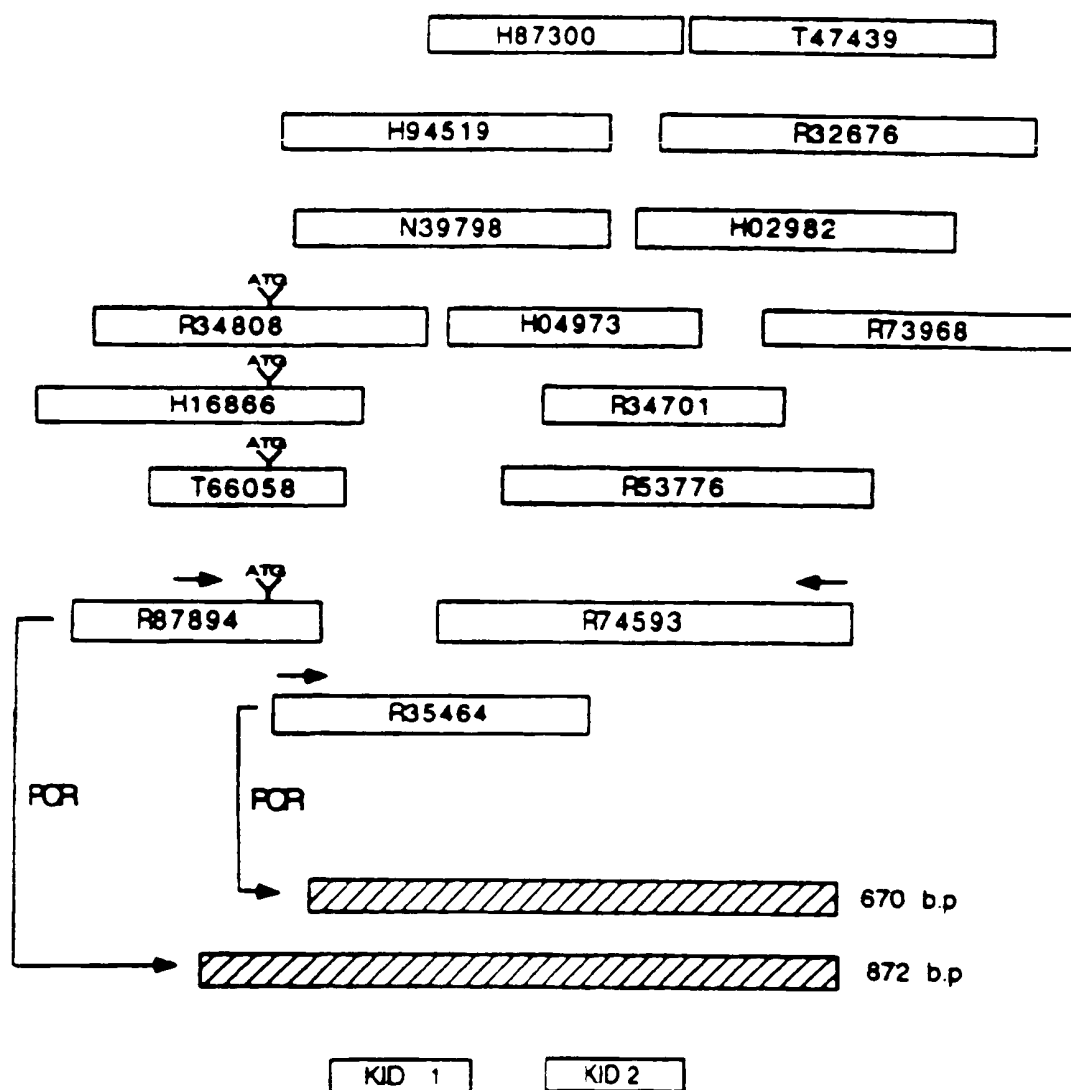 H87300 T47439
H94519 R32676
N39798 H02982
ATG
R34808 H04973 R73968
ATG
H16866 R34701
ATG
T66058 R53776
ATG
R87894 R74593
R35464
PCR PCR
670 b.p
872 b.p
KID 1 KID 2